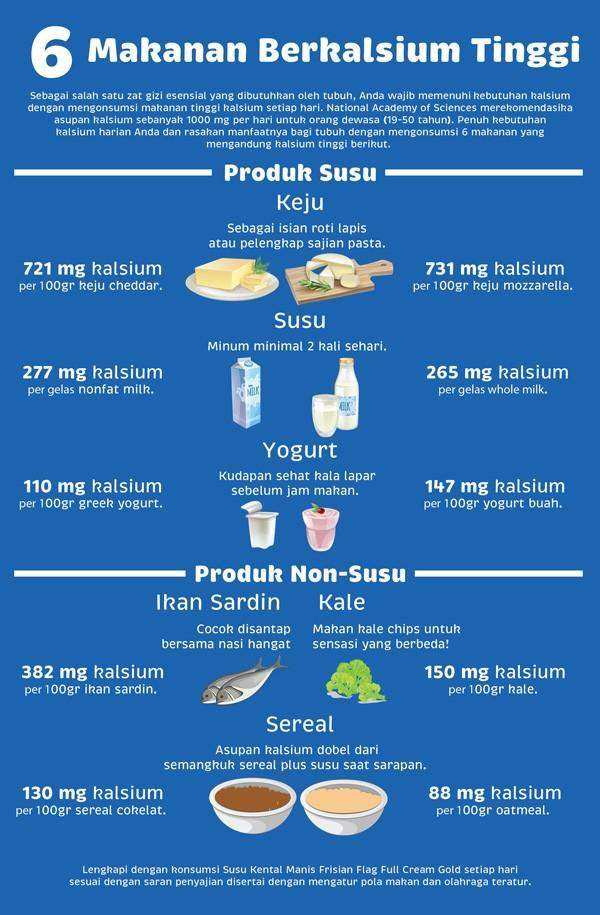 6 Makanan Berkalsium Tinggi
Sebagai salah satu zat gizi esensial yang dibutuhkan oleh tubuh, Anda wajib memenuhi kebutuhan kalsium
dengan mengonsumsi makanan tinggi kalsium setiap hari. National Academy of Sciences merekomendasika
asupan kalsium sebanyak 1000 mg per hari untuk orang dewasa (19-50 tahun). Penuh kebutuhan
kalsium harian Anda dan rasakan manfaatnya bagi tubuh dengan mengonsumsi 6 makanan yang
mengandung kalsium tinggi berikut.
Produk Susu
Keju
Sebagai isian roti lapis
atau pelengkap sajian pasta.
721 mg kalsium
per 100gr keju cheddar.
731 mg kalsium
per 100gr keju mozzarella.
Susu
Minum minimal 2 kali sehari.
277 mg kalsium
per gelas nonfat milk.
MILK
MILK
265 mg kalsium
per gelas whole milk.
Yogurt
Kudapan sehat kala lapar
sebelum jam makan.
110 mg kalsium
per 100gr greek yogurt.
147 mg kalsium
per 100gr yogurt buah.
Produk Non-Susu
Ikan Sardin
Cocok disantap
bersama nasi hangat
382 mg kalsium
per 100gr ikan sardin.
Kale
Makan kale chips untuk
sensasi yang berbeda!
150 mg kalsium
per 100gr kale.
Sereal
Asupan kalsium dobel dari
semangkuk sereal plus susu saat sarapan.
130 mg kalsium
per 100gr sereal cokelat.
88 mg kalsium
per 100gr oatmeal.
Lengkapi dengan konsumsi Susu Kental Manis Frisian Flag Full Cream Gold setiap hari
sesuai dengan saran penyajian disertai dengan mengatur pola makan dan olahraga teratur.